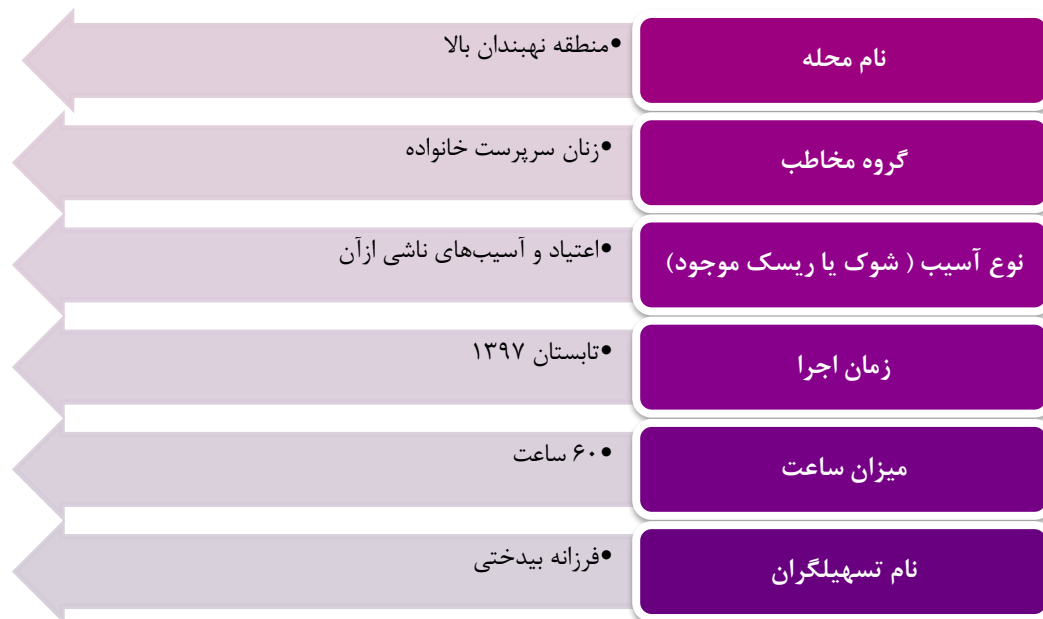 نام محله
•منطقه نهبندان بالا
گروه مخاطب
•زنان سرپرست خانواده
نوع آسیب ( شوک یا ریسک موجود)
•اعتیاد و آسیب‌های ناشی ازآن
زمان اجرا
•تابستان ۱۳۹۷
میزان ساعت
•۶۰ ساعت
نام تسهیلگران
•فرزانه بیدختی